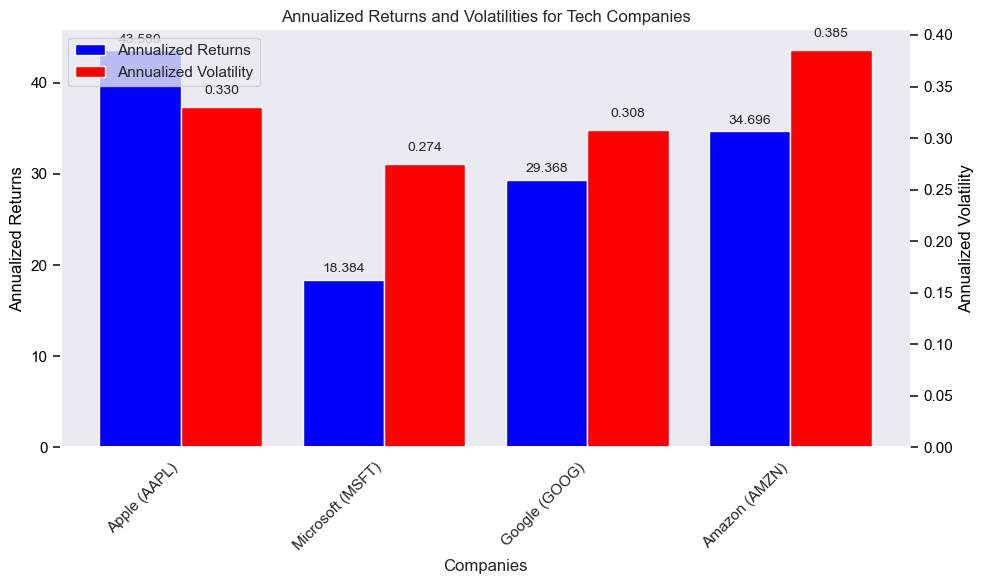 Annualized Returns and Volatilities for Tech Companies
Annualized Returns
Annualized Volatility
43.580
0.330
18.384
0.274
29.368
0.308
34.696
0.385
40
30
20
10
0
Annualized Returns
0.40
0.35
0.30
0.25
0.20
0.15
0.10
0.05
0.00
Annualized Volatility
Apple (AAPL)
Microsoft (MSFT)
Google (GOOG)
Amazon (AMZN)
Companies